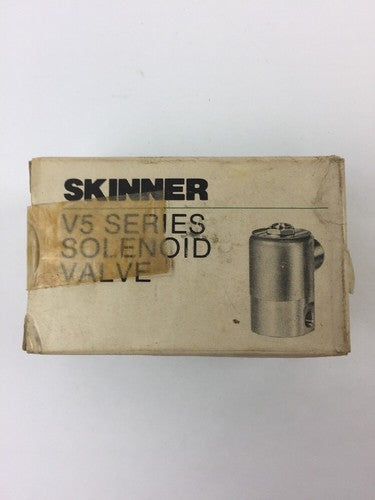 SKINNER
V5 SERIES
SOLENOID
VALVE